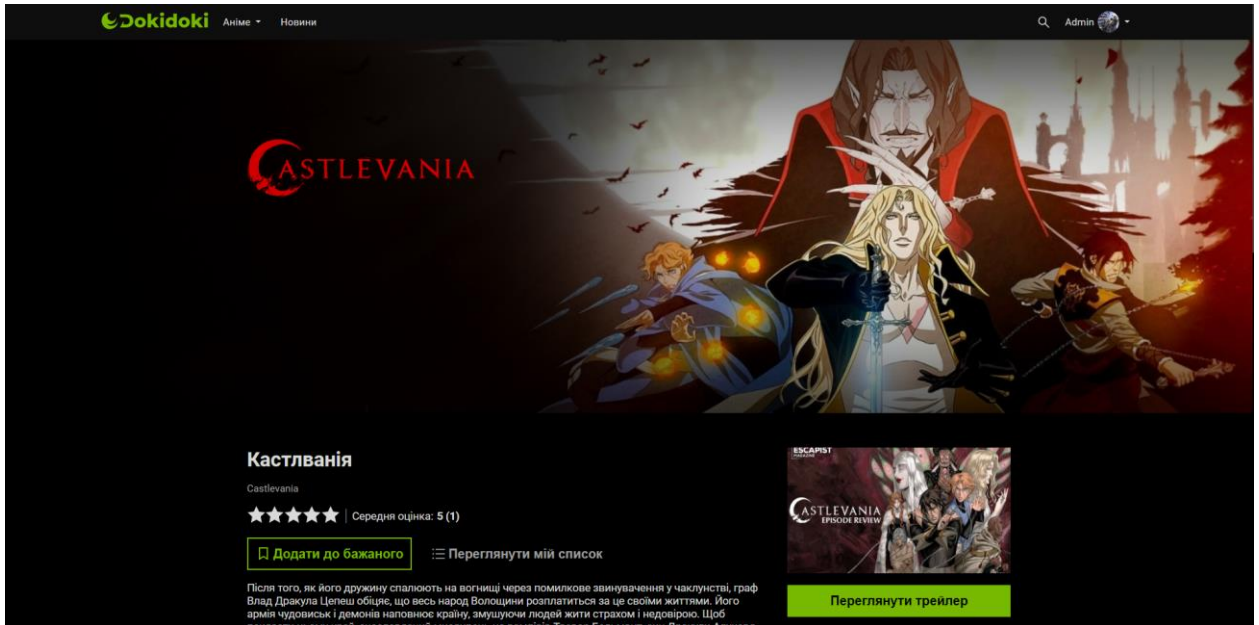 Dokidoki Аніме Новини Admin
CASTLEVANIA
Кастлванія
Castlevania
Середня оцінка: 5 (1)
Додати до бажаного Переглянути мій список
Після того, як його дружину спалюють на вогнищі через помилкове звинувачення у чаклунстві, граф
Влад Дракула Цепеш обіцяє, що весь народ Волощини розплатиться за це своїми життями. Його
армія чудовиськ і демонів наповнює країну, змушуючи людей жити страхом і недовірою. Щоб
ESCAPIST
MAGAZINE
CASTLEVANIA
EPISODE REVIEW
Переглянути трейлер